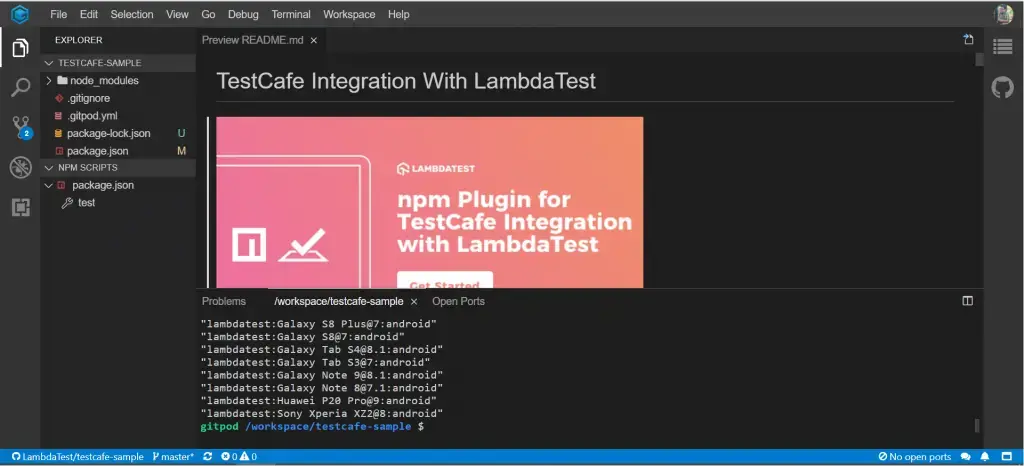 File Edit Selection View Go Debug Terminal Workspace Help
EXPLORER
TESTCAFE-SAMPLE
node_modules
.gitignore
.gitpod.yml
package-lock.json U
package.json M
NPM SCRIPTS
package.json
test
2
Preview README.md ×
TestCafe Integration With LambdaTest
LAMBDATEST
npm Plugin for
TestCafe Integration
with LambdaTest
Get Started
Problems /workspace/testcafe-sample × Open Ports
"lambdatest:Galaxy S8 Plus@7:android"
"lambdatest:Galaxy S8@7:android"
"lambdatest:Galaxy Tab S4@8.1:android"
"lambdatest:Galaxy Tab S3@7:android"
"lambdatest:Galaxy Note 9@8.1:android"
"lambdatest:Galaxy Note 8@7.1:android"
"lambdatest:Huawei P20 Pro@9:android"
"lambdatest:Sony Xperia XZ2@8:android"
gitpod /workspace/testcafe-sample $
LambdaTest/testcafe-sample master* 0 0 No open ports